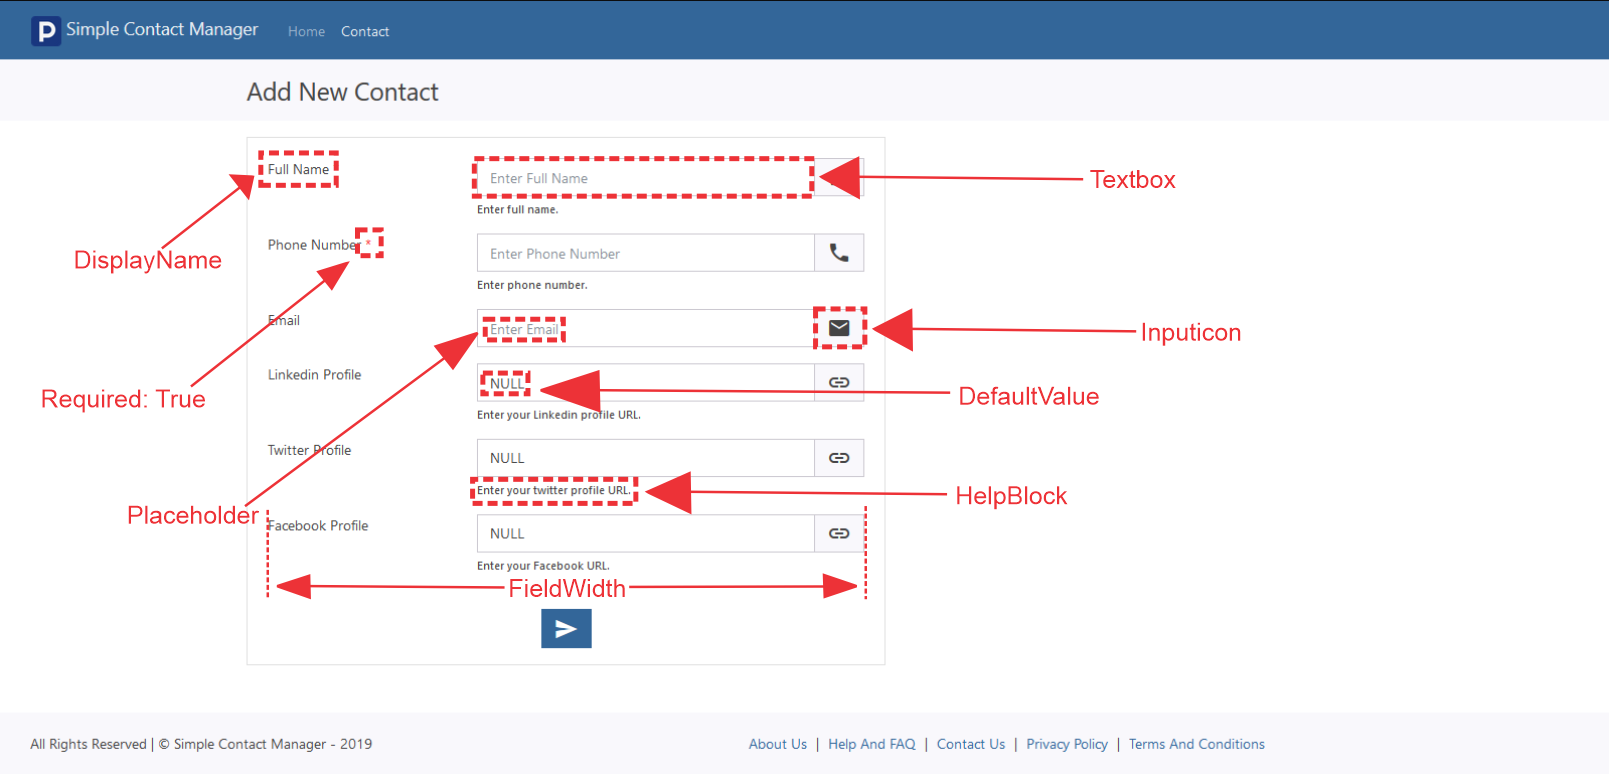 P Simple Contact Manager Home Contact
Add New Contact
Full Name
Enter Full Name
Textbox
Enter full name.
DisplayName
Phone Number *
Enter Phone Number
Enter phone number.
Email
Enter Email
Inputicon
Required: True
Linkedin Profile
NULL
DefaultValue
Enter your Linkedin profile URL.
Twitter Profile
NULL
Enter your twitter profile URL.
HelpBlock
Placeholder
Facebook Profile
NULL
Enter your Facebook URL.
FieldWidth
All Rights Reserved | © Simple Contact Manager - 2019
About Us | Help And FAQ | Contact Us | Privacy Policy | Terms And Conditions